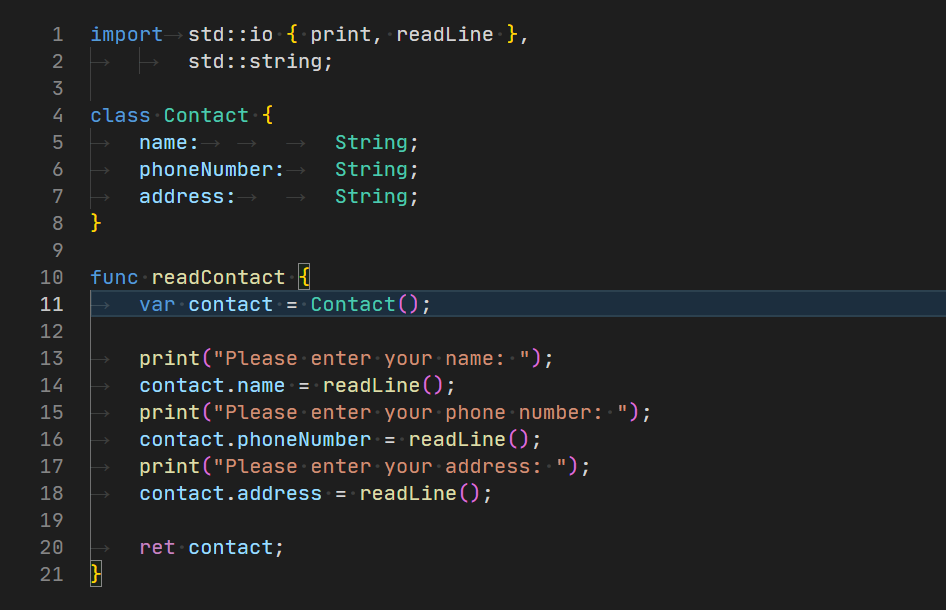 1 import std::io { print, readLine },
2 std::string;
3
4 class Contact {
5 name: String;
6 phoneNumber: String;
7 address: String;
8 }
9
10 func readContact {
11 var contact = Contact();
12
13 print("Please enter your name: ");
14 contact.name = readLine();
15 print("Please enter your phone number: ");
16 contact.phoneNumber = readLine();
17 print("Please enter your address: ");
18 contact.address = readLine();
19
20 ret contact;
21 }